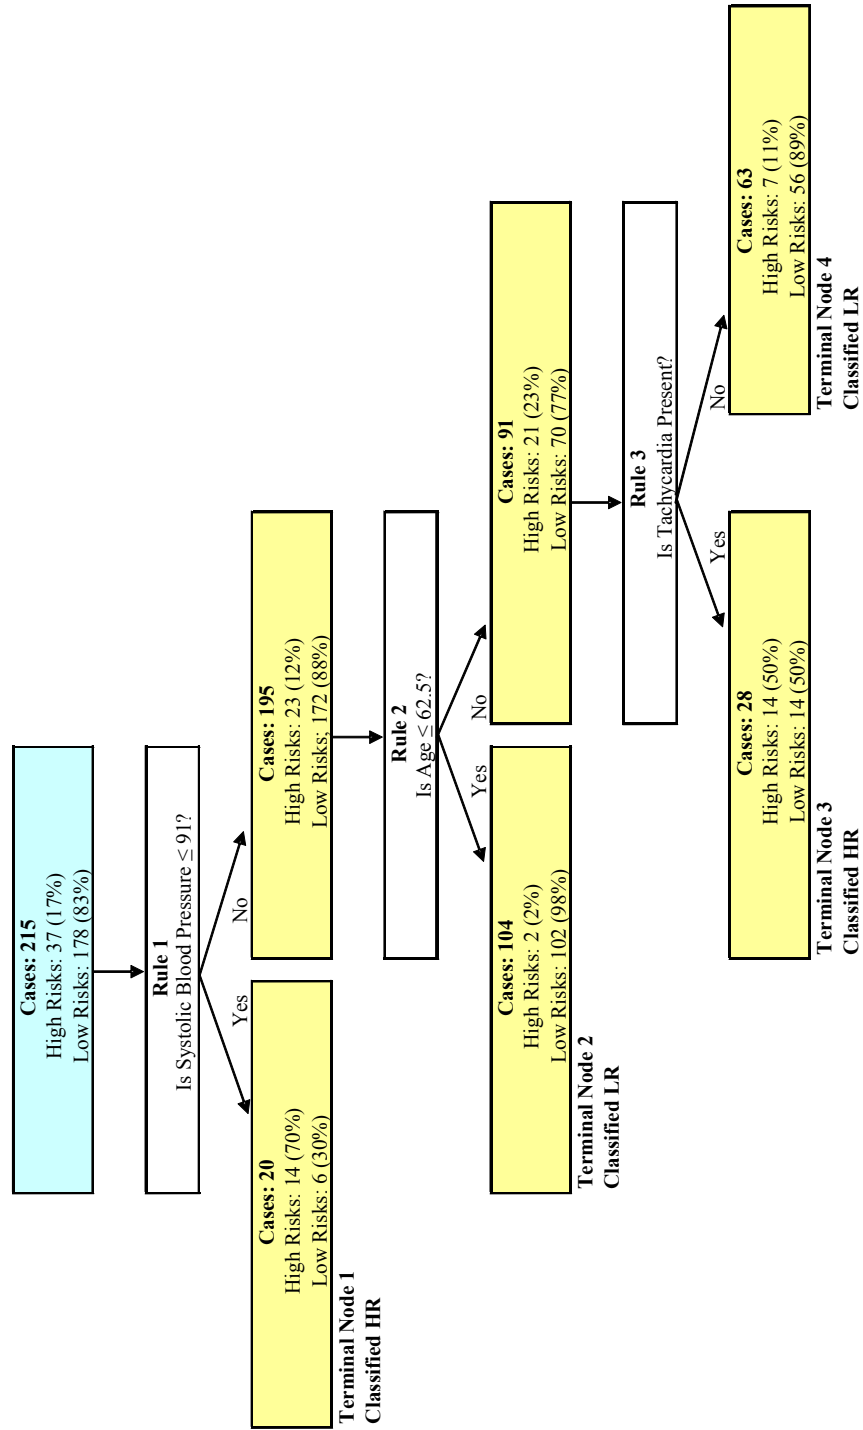 Cases: 215
High Risks: 37 (17%)
Low Risks: 178 (83%)
Rule 1
Is Systolic Blood Pressure ≤ 91?
Yes
No
Cases: 20
High Risks: 14 (70%)
Low Risks: 6 (30%)
Terminal Node 1
Classified HR
Cases: 195
High Risks: 23 (12%)
Low Risks; 172 (88%)
Rule 2
Is Age ≤ 62.5?
Yes
No
Cases: 104
High Risks: 2 (2%)
Low Risks: 102 (98%)
Terminal Node 2
Classified LR
Cases: 91
High Risks: 21 (23%)
Low Risks: 70 (77%)
Rule 3
Is Tachycardia Present?
Yes
No
Cases: 28
High Risks: 14 (50%)
Low Risks: 14 (50%)
Terminal Node 3
Classified HR
Cases: 63
High Risks: 7 (11%)
Low Risks: 56 (89%)
Terminal Node 4
Classified LR